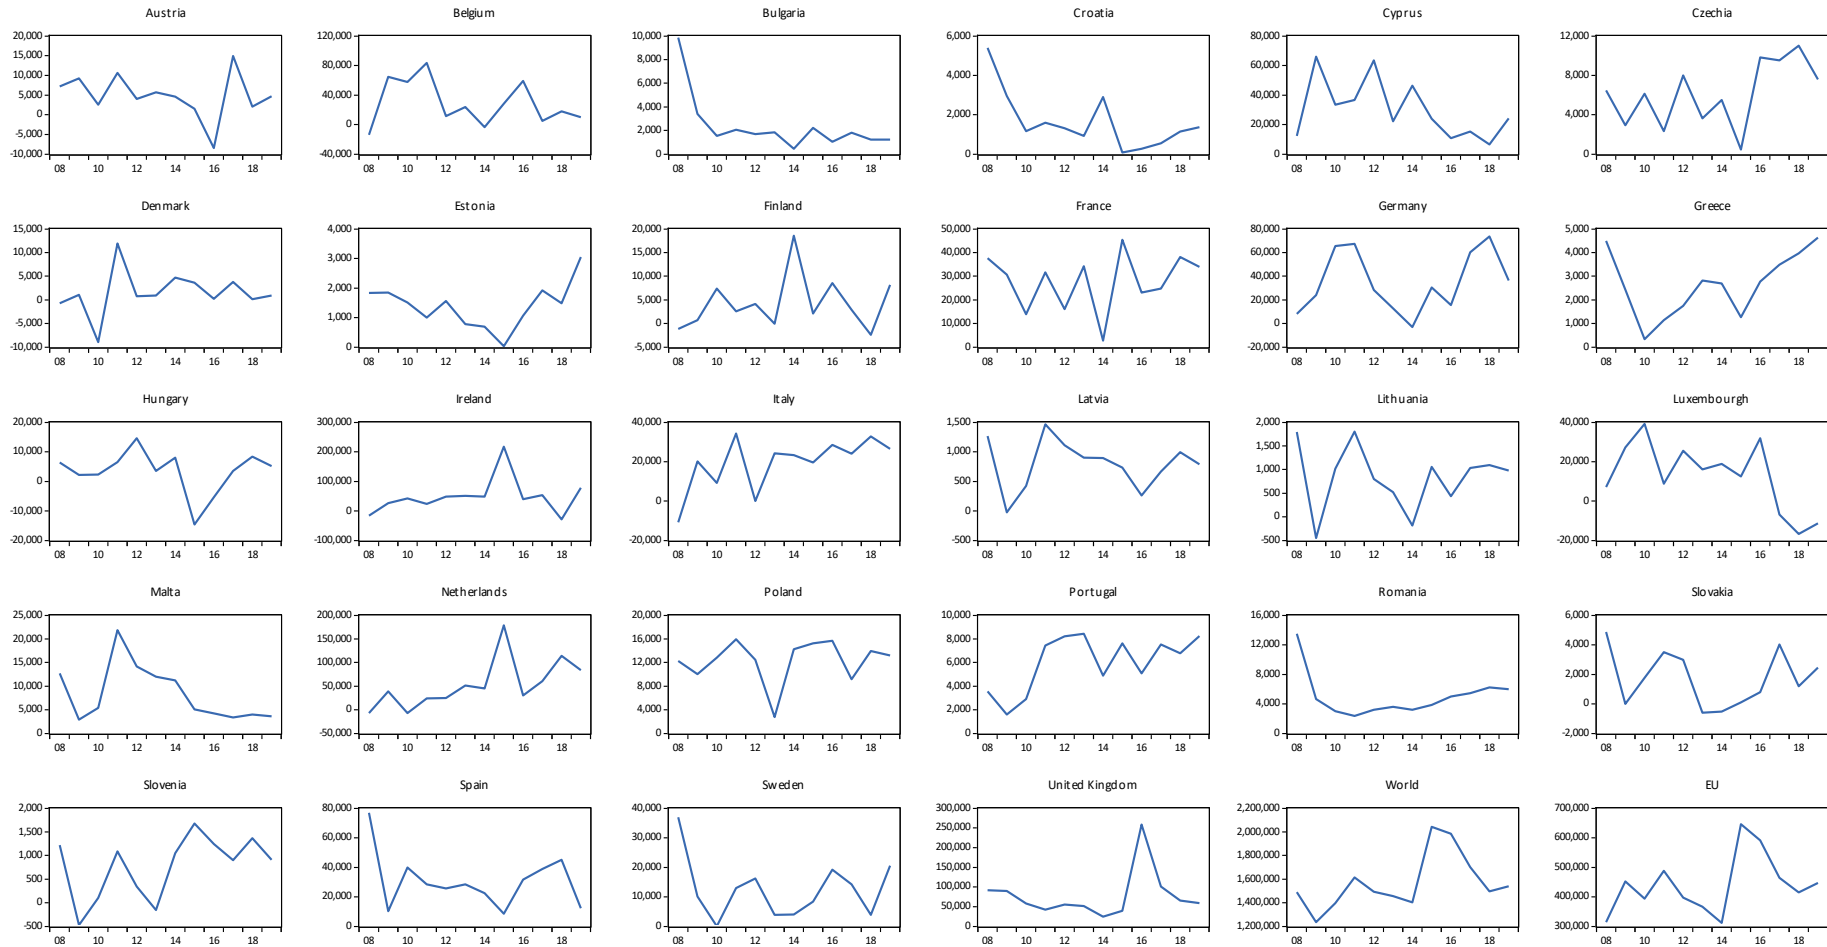 Austria
20,000
15,000
10,000
5,000
0
-5,000
-10,000
08 10 12 14 16 18
Belgium
120,000
80,000
40,000
0
-40,000
08 10 12 14 16 18
Bulgaria
10,000
8,000
6,000
4,000
2,000
0
08 10 12 14 16 18
Croatia
6,000
4,000
2,000
0
08 10 12 14 16 18
Cyprus
80,000
60,000
40,000
20,000
0
08 10 12 14 16 18
Czechia
12,000
8,000
4,000
0
08 10 12 14 16 18
Denmark
15,000
10,000
5,000
0
-5,000
-10,000
08 10 12 14 16 18
Estonia
4,000
3,000
2,000
1,000
0
08 10 12 14 16 18
Finland
20,000
15,000
10,000
5,000
0
-5,000
08 10 12 14 16 18
France
50,000
40,000
30,000
20,000
10,000
0
08 10 12 14 16 18
Germany
80,000
60,000
40,000
20,000
0
-20,000
08 10 12 14 16 18
Greece
5,000
4,000
3,000
2,000
1,000
0
08 10 12 14 16 18
Hungary
20,000
10,000
0
-10,000
-20,000
08 10 12 14 16 18
Ireland
300,000
200,000
100,000
0
-100,000
08 10 12 14 16 18
Italy
40,000
20,000
0
-20,000
08 10 12 14 16 18
Latvia
1,500
1,000
500
0
-500
08 10 12 14 16 18
Lithuania
2,000
1,500
1,000
500
0
-500
08 10 12 14 16 18
Luxembourgh
40,000
20,000
0
-20,000
08 10 12 14 16 18
Malta
25,000
20,000
15,000
10,000
5,000
0
08 10 12 14 16 18
Netherlands
200,000
150,000
100,000
50,000
0
-50,000
08 10 12 14 16 18
Poland
20,000
16,000
12,000
8,000
4,000
0
08 10 12 14 16 18
Portugal
10,000
8,000
6,000
4,000
2,000
0
08 10 12 14 16 18
Romania
16,000
12,000
8,000
4,000
0
08 10 12 14 16 18
Slovakia
6,000
4,000
2,000
0
-2,000
08 10 12 14 16 18
Slovenia
2,000
1,500
1,000
500
0
-500
08 10 12 14 16 18
Spain
80,000
60,000
40,000
20,000
0
08 10 12 14 16 18
Sweden
40,000
30,000
20,000
10,000
0
08 10 12 14 16 18
United Kingdom
300,000
250,000
200,000
150,000
100,000
50,000
0
08 10 12 14 16 18
World
2,200,000
2,000,000
1,800,000
1,600,000
1,400,000
1,200,000
08 10 12 14 16 18
EU
700,000
600,000
500,000
400,000
300,000
08 10 12 14 16 18